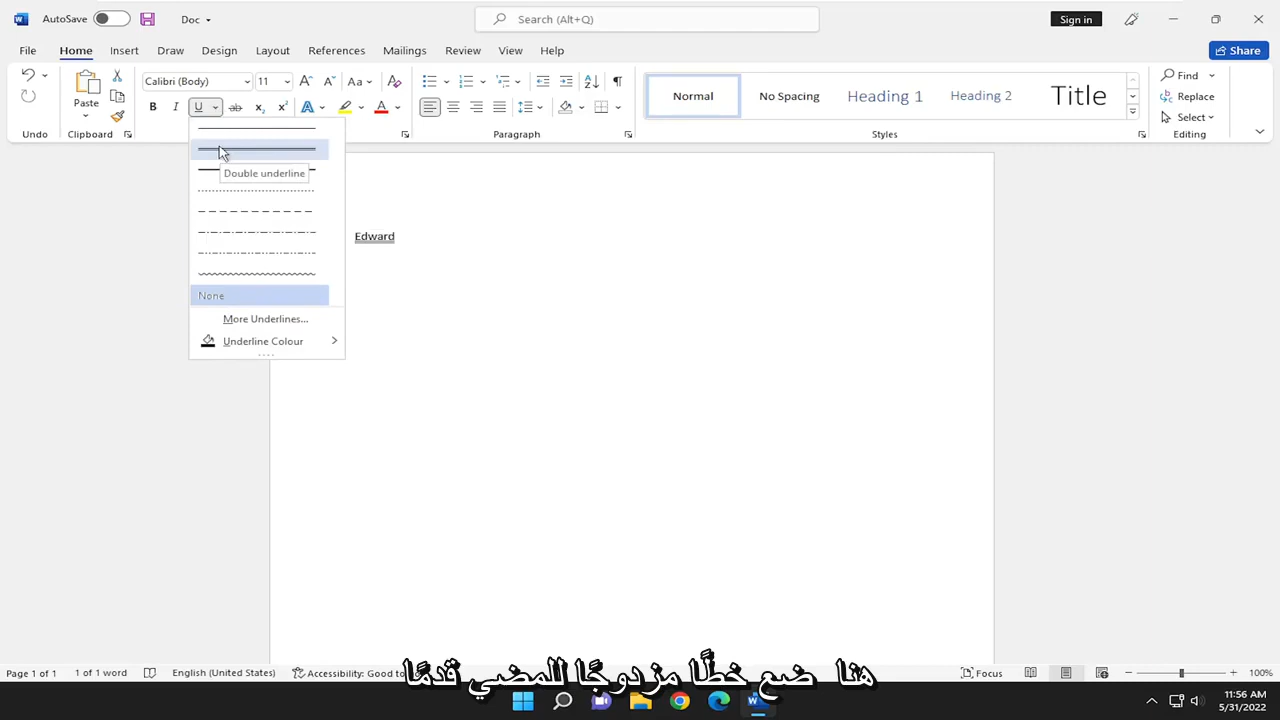 AutoSave
Doc
Search (Alt+Q)
Sign in
File Home Insert Draw Design Layout References Mailings Review View Help
Share
Calibri (Body) 11
Aa
Paste
Normal
No Spacing
Heading 1
Heading 2
Title
Find
Replace
Select
Undo Clipboard Paragraph Styles Editing
Double underline
None
More Underlines...
Underline Colour
Edward
هنا ضع خطًا مزدوجًا للمضي قدمًا
Page 1 of 1 1 of 1 word English (United States) Accessibility: Good to
Focus
100%
11:56 AM
5/31/2022